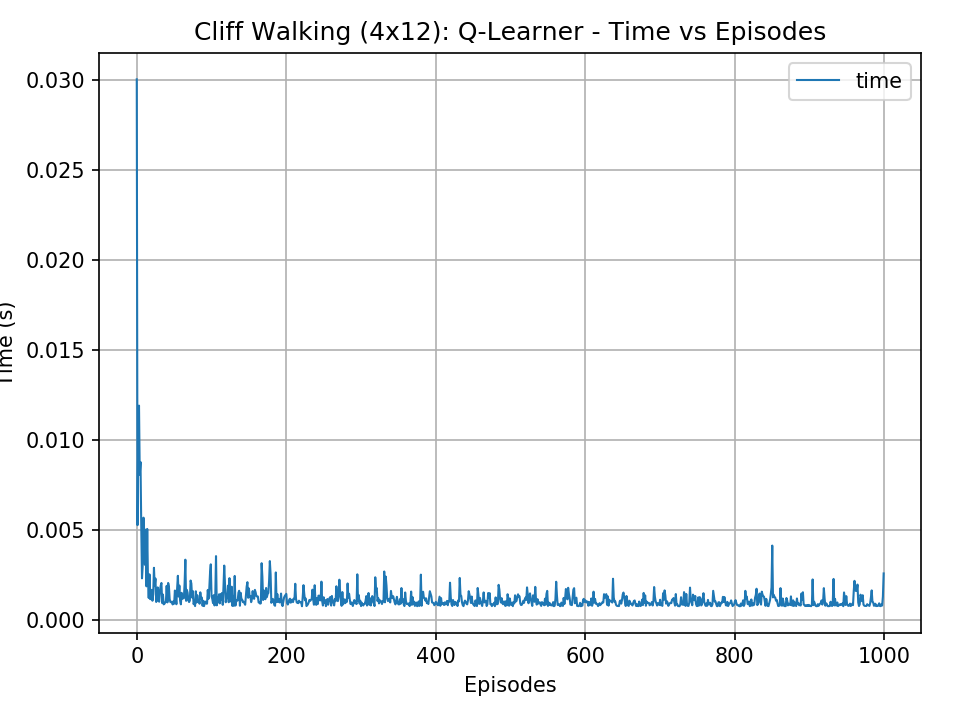 Cliff Walking (4x12): Q-Learner - Time vs Episodes
time
0.030
0.025
0.020
0.015
0.010
0.005
0.000
Time (s)
0 200 400 600 800 1000
Episodes